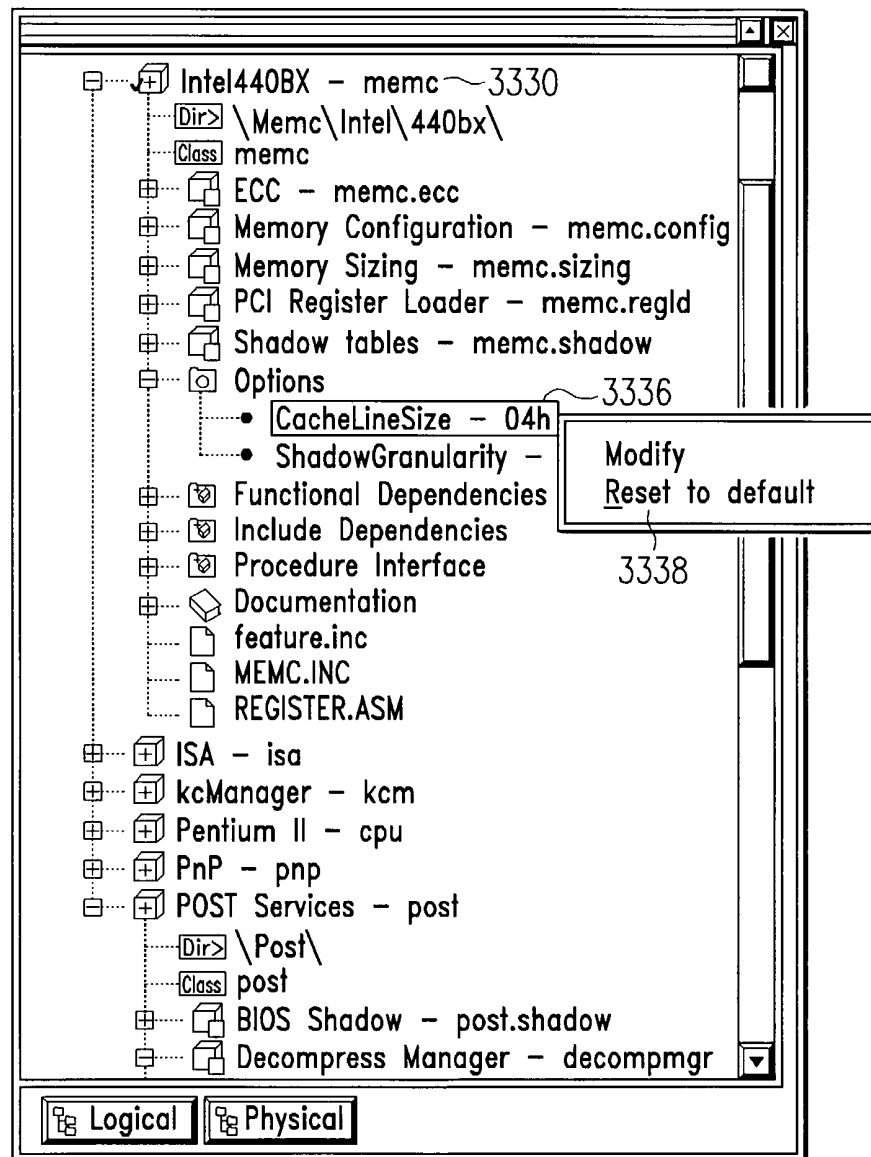 Intel440BX – memc 3330
Dir> \Memc\Intel\440bx\
Class memc
ECC – memc.ecc
Memory Configuration – memc.config
Memory Sizing – memc.sizing
PCI Register Loader – memc.regld
Shadow tables – memc.shadow
Options
3336
CacheLineSize – 04h
ShadowGranularity –
Modify
Reset to default
3338
Functional Dependencies
Include Dependencies
Procedure Interface
Documentation
feature.inc
MEMC.INC
REGISTER.ASM
ISA – isa
kcManager – kcm
Pentium II – cpu
PnP – pnp
POST Services – post
Dir> \Post\
Class post
BIOS Shadow – post.shadow
Decompress Manager – decompmgr
Logical Physical